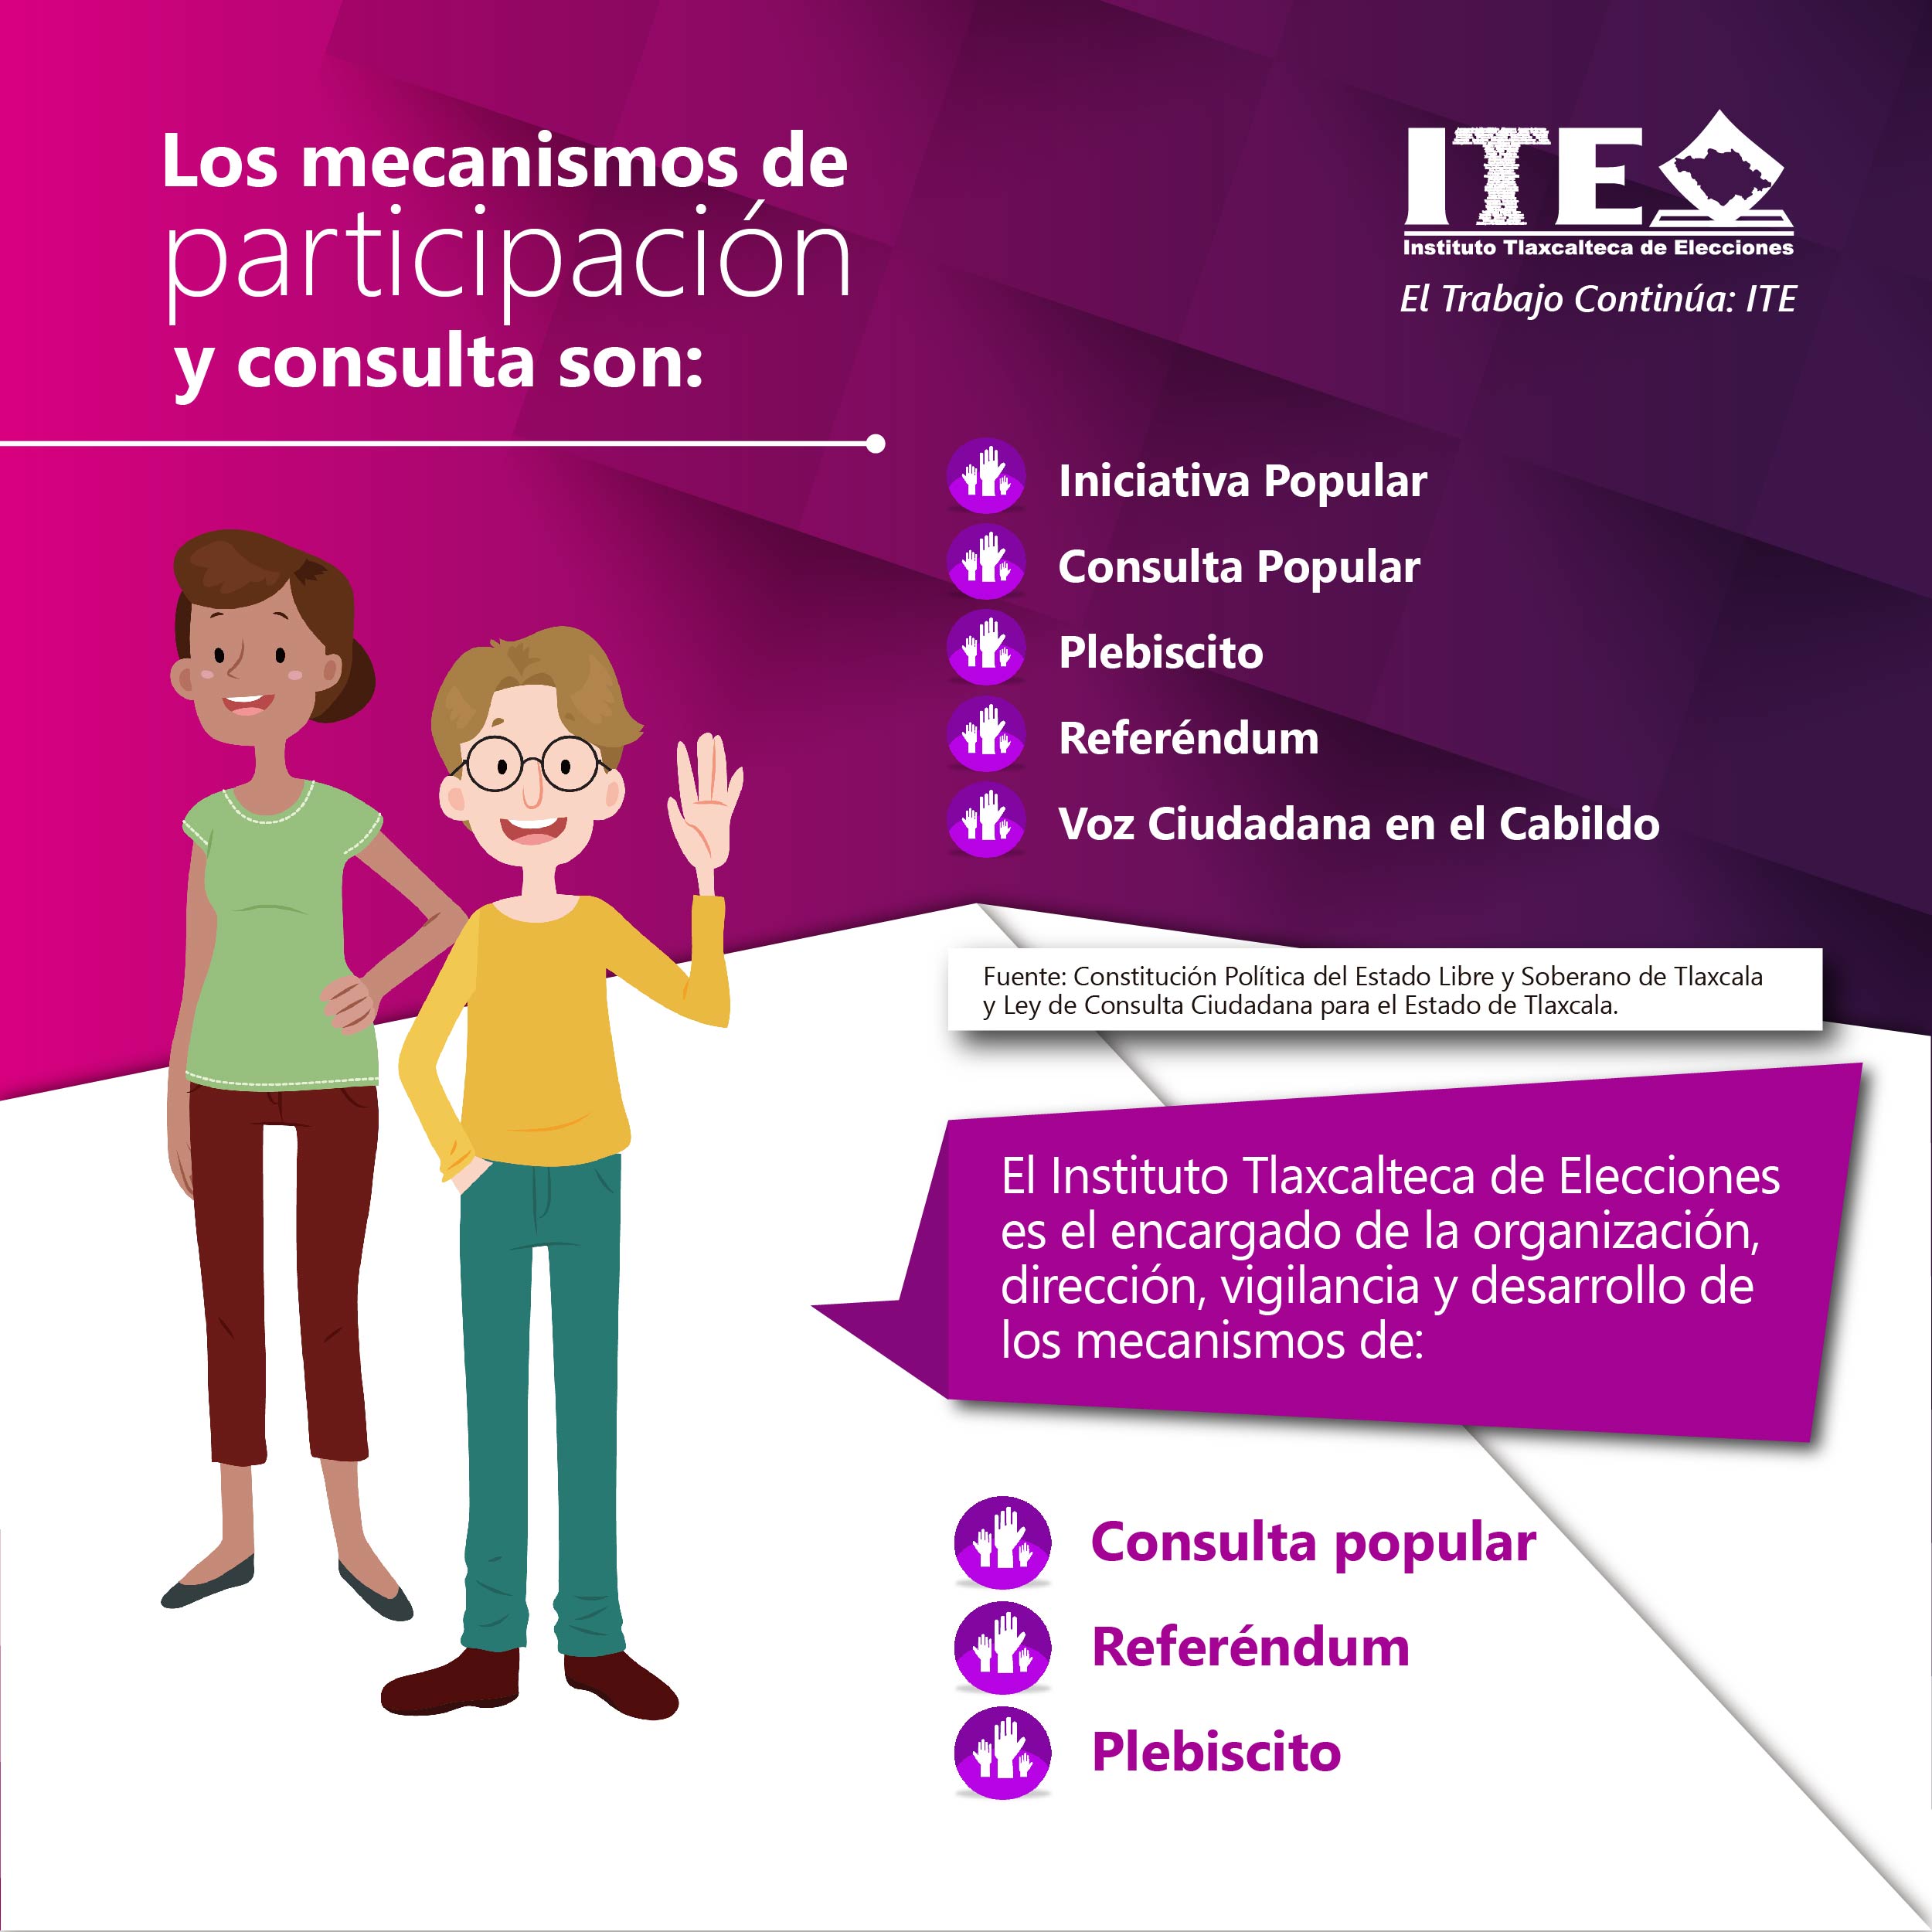 Los mecanismos de
participación
y consulta son:
ITE
Instituto Tlaxcalteca de Elecciones
El Trabajo Continúa: ITE
Iniciativa Popular
Consulta Popular
Plebiscito
Referéndum
Voz Ciudadana en el Cabildo
Fuente: Constitución Política del Estado Libre y Soberano de Tlaxcala
y Ley de Consulta Ciudadana para el Estado de Tlaxcala.
El Instituto Tlaxcalteca de Elecciones
es el encargado de la organización,
dirección, vigilancia y desarrollo de
los mecanismos de:
Consulta popular
Referéndum
Plebiscito